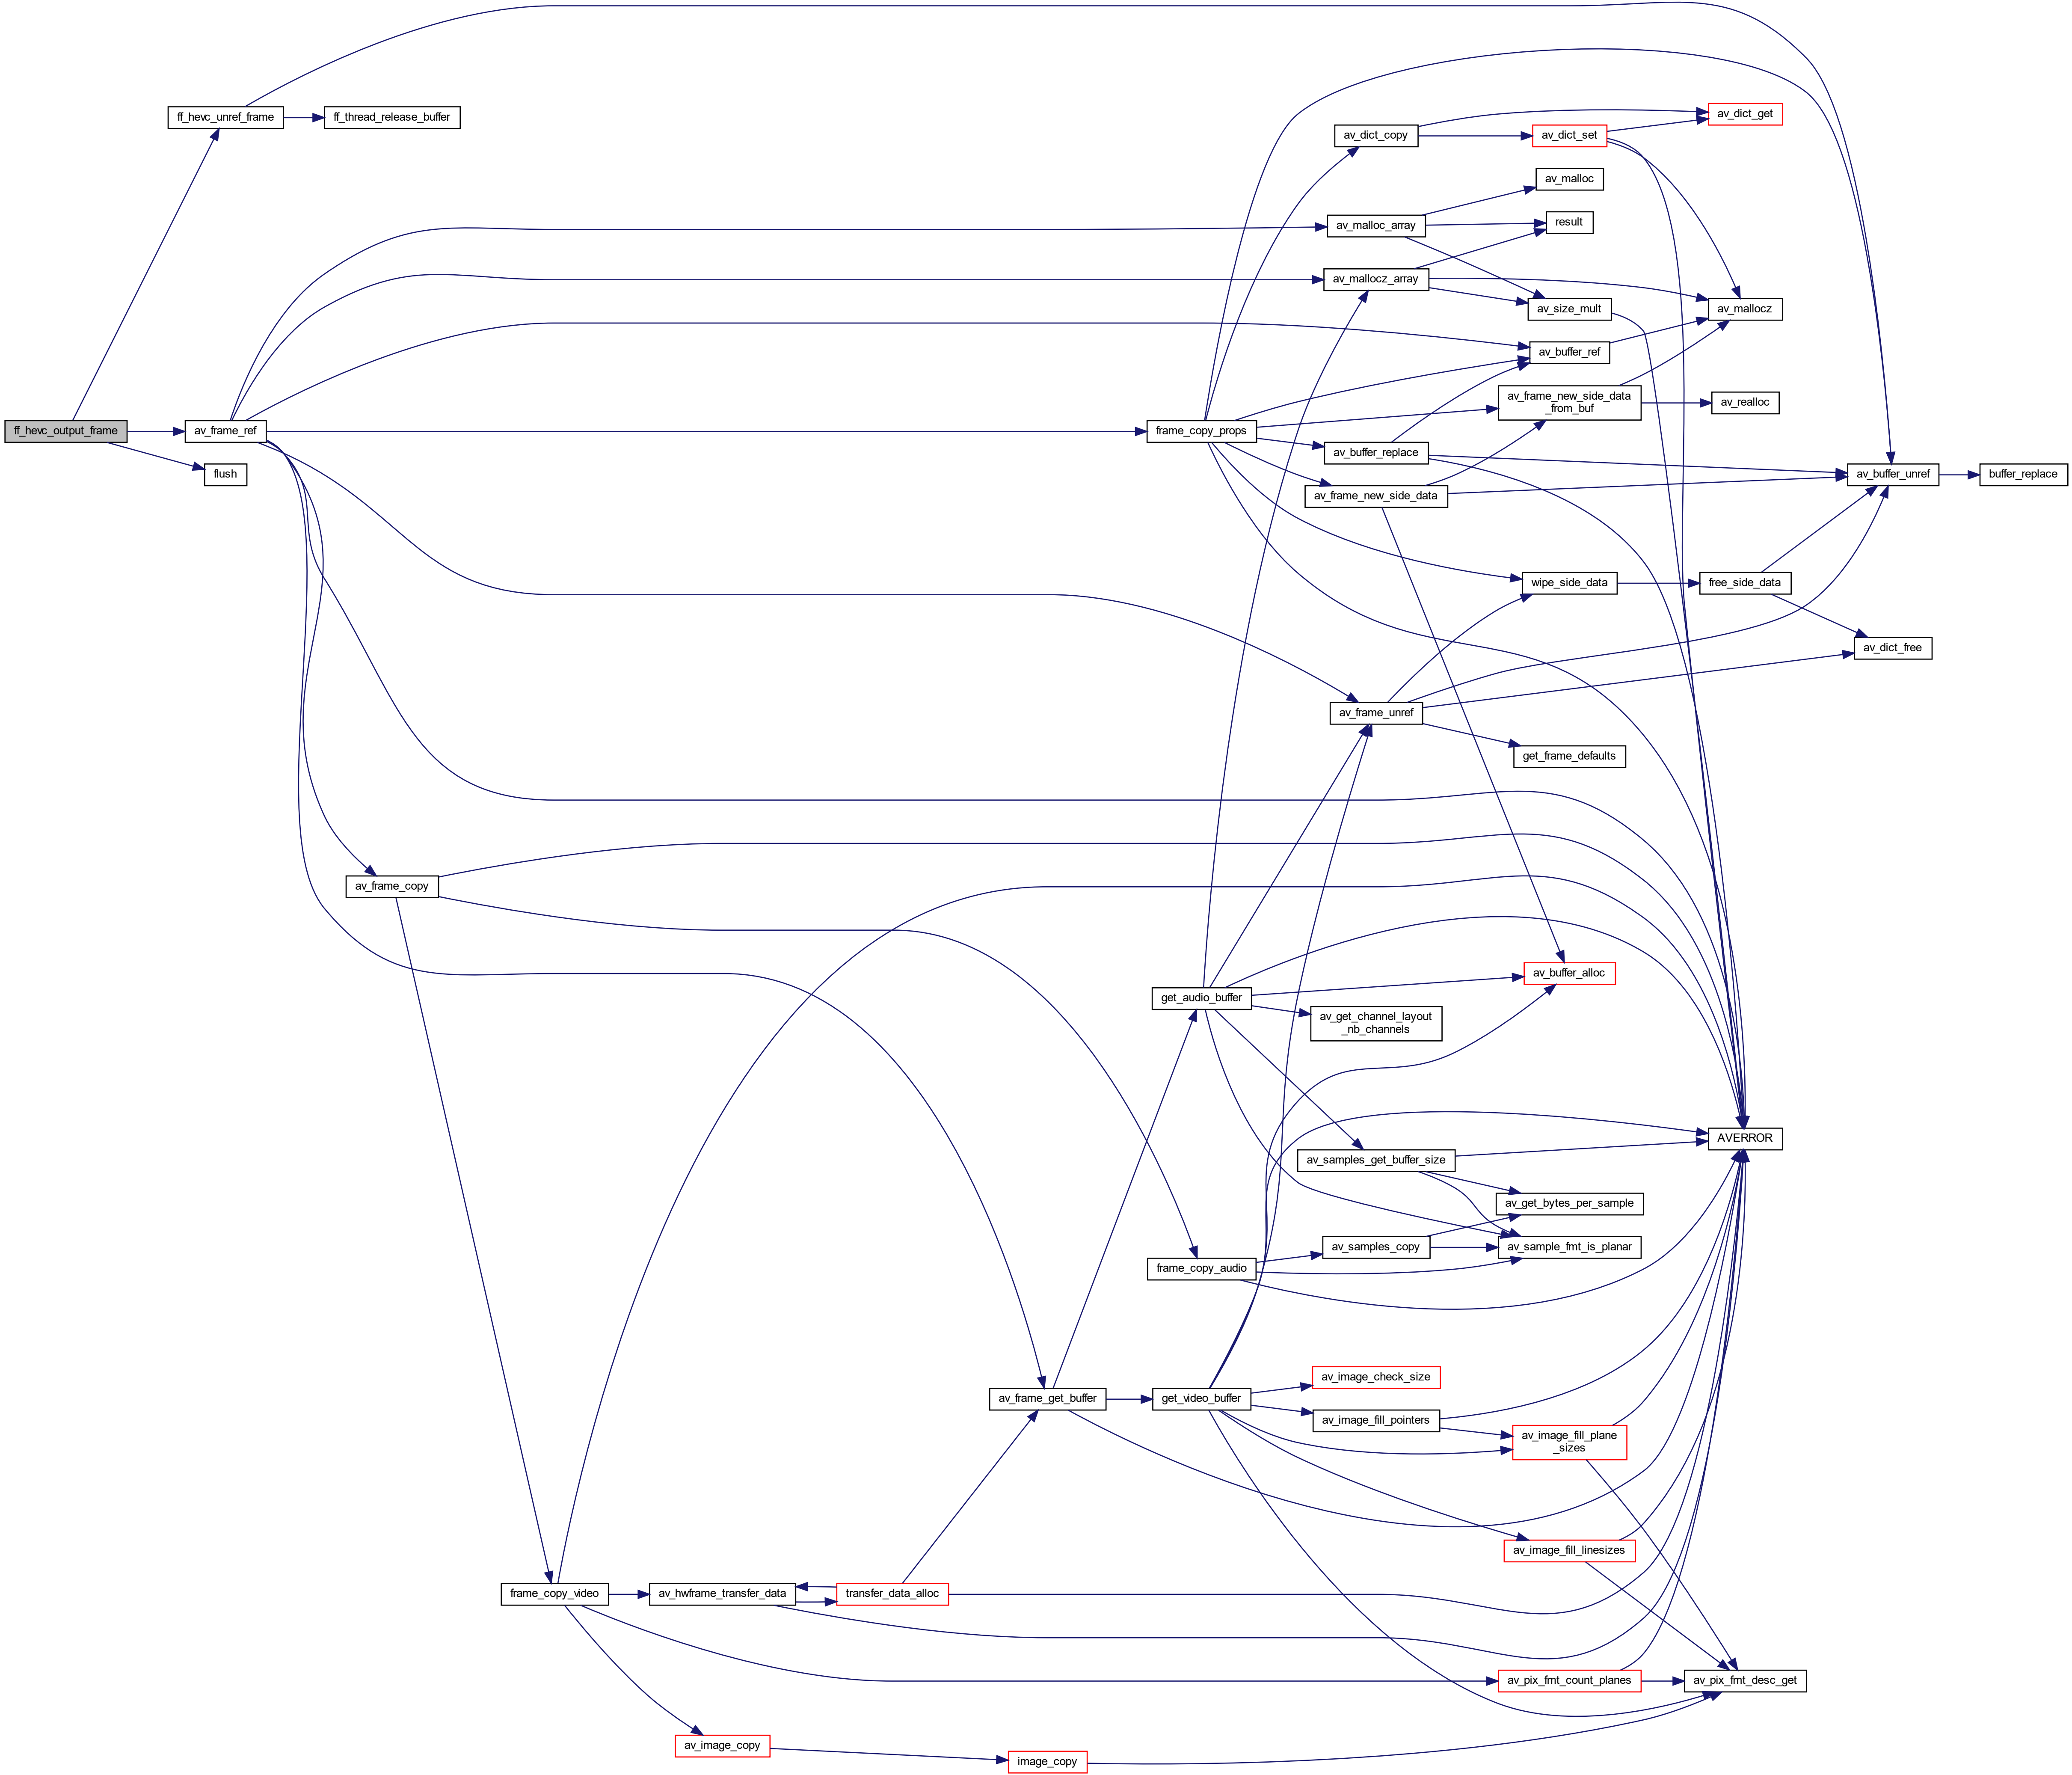 ff_hevc_unref_frame
ff_thread_release_buffer
av_dict_get
av_dict_copy
av_dict_set
av_malloc
result
av_malloc_array
av_mallocz_array
av_size_mult
av_mallocz
av_buffer_ref
av_frame_new_side_data
_from_buf
av_realloc
ff_hevc_output_frame
av_frame_ref
frame_copy_props
av_buffer_replace
flush
av_buffer_unref
buffer_replace
av_frame_new_side_data
wipe_side_data
free_side_data
av_dict_free
av_frame_unref
get_frame_defaults
av_frame_copy
av_buffer_alloc
get_audio_buffer
av_get_channel_layout
_nb_channels
AVERROR
av_samples_get_buffer_size
av_get_bytes_per_sample
av_samples_copy
av_sample_fmt_is_planar
frame_copy_audio
av_image_check_size
av_frame_get_buffer
get_video_buffer
av_image_fill_pointers
av_image_fill_plane
_sizes
av_image_fill_linesizes
frame_copy_video
av_hwframe_transfer_data
transfer_data_alloc
av_pix_fmt_count_planes
av_pix_fmt_desc_get
av_image_copy
image_copy